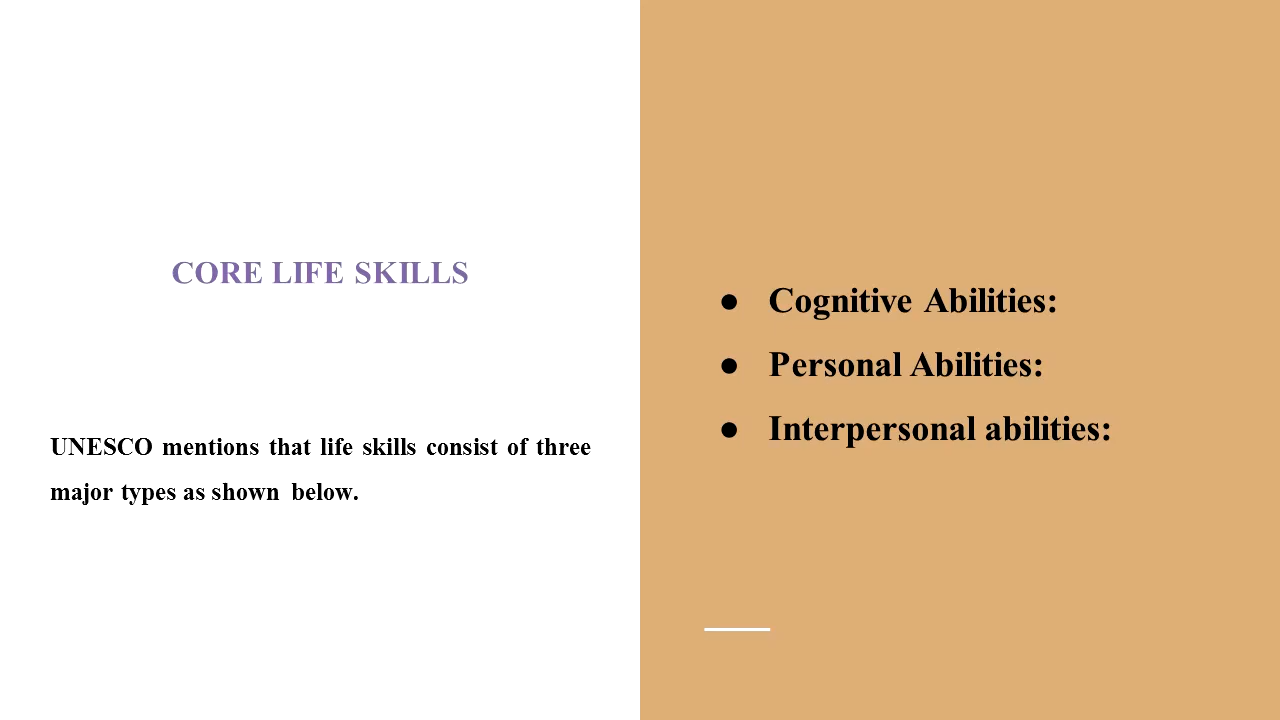 CORE LIFE SKILLS
UNESCO mentions that life skills consist of three
major types as shown below.
● Cognitive Abilities:
● Personal Abilities:
● Interpersonal abilities: